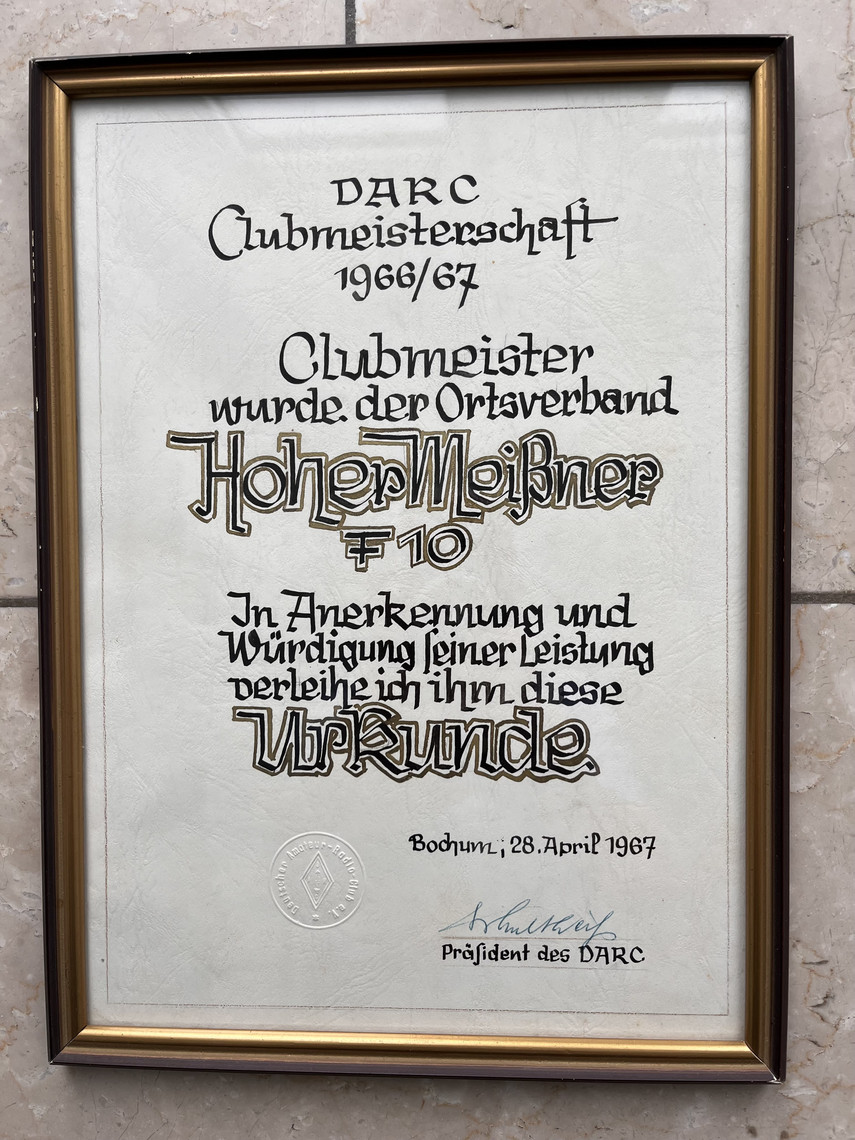 DARC
Clubmeisterschaft
1966/67
Clubmeister
wurde der Ortsverband
Hoher Meißner
F 10
In Anerkennung und
Würdigung seiner Leistung
verleihe ich ihm diese
Urkunde
Bochum, 28. April 1967
Deutscher Amateur-Radio-Club e.V.
Präsident des DARC